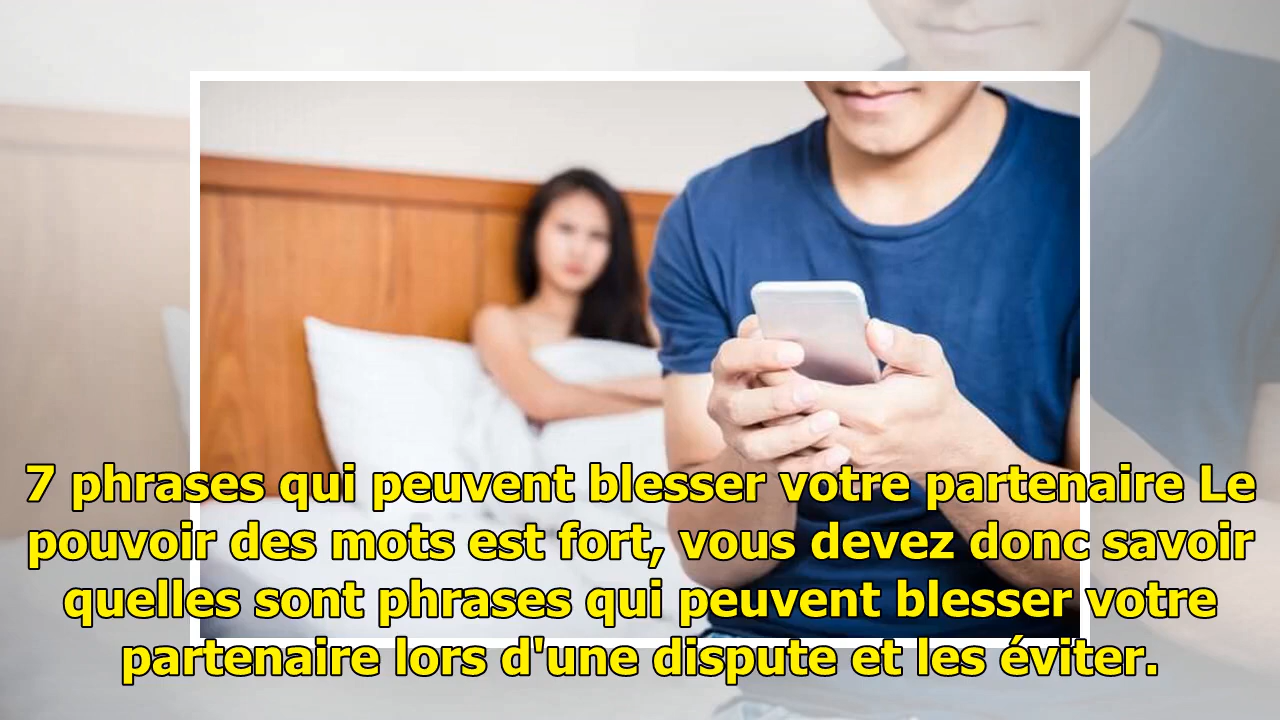 7 phrases qui peuvent blesser votre partenaire Le
pouvoir des mots est fort, vous devez donc savoir
quelles sont phrases qui peuvent blesser votre
partenaire lors d'une dispute et les éviter.